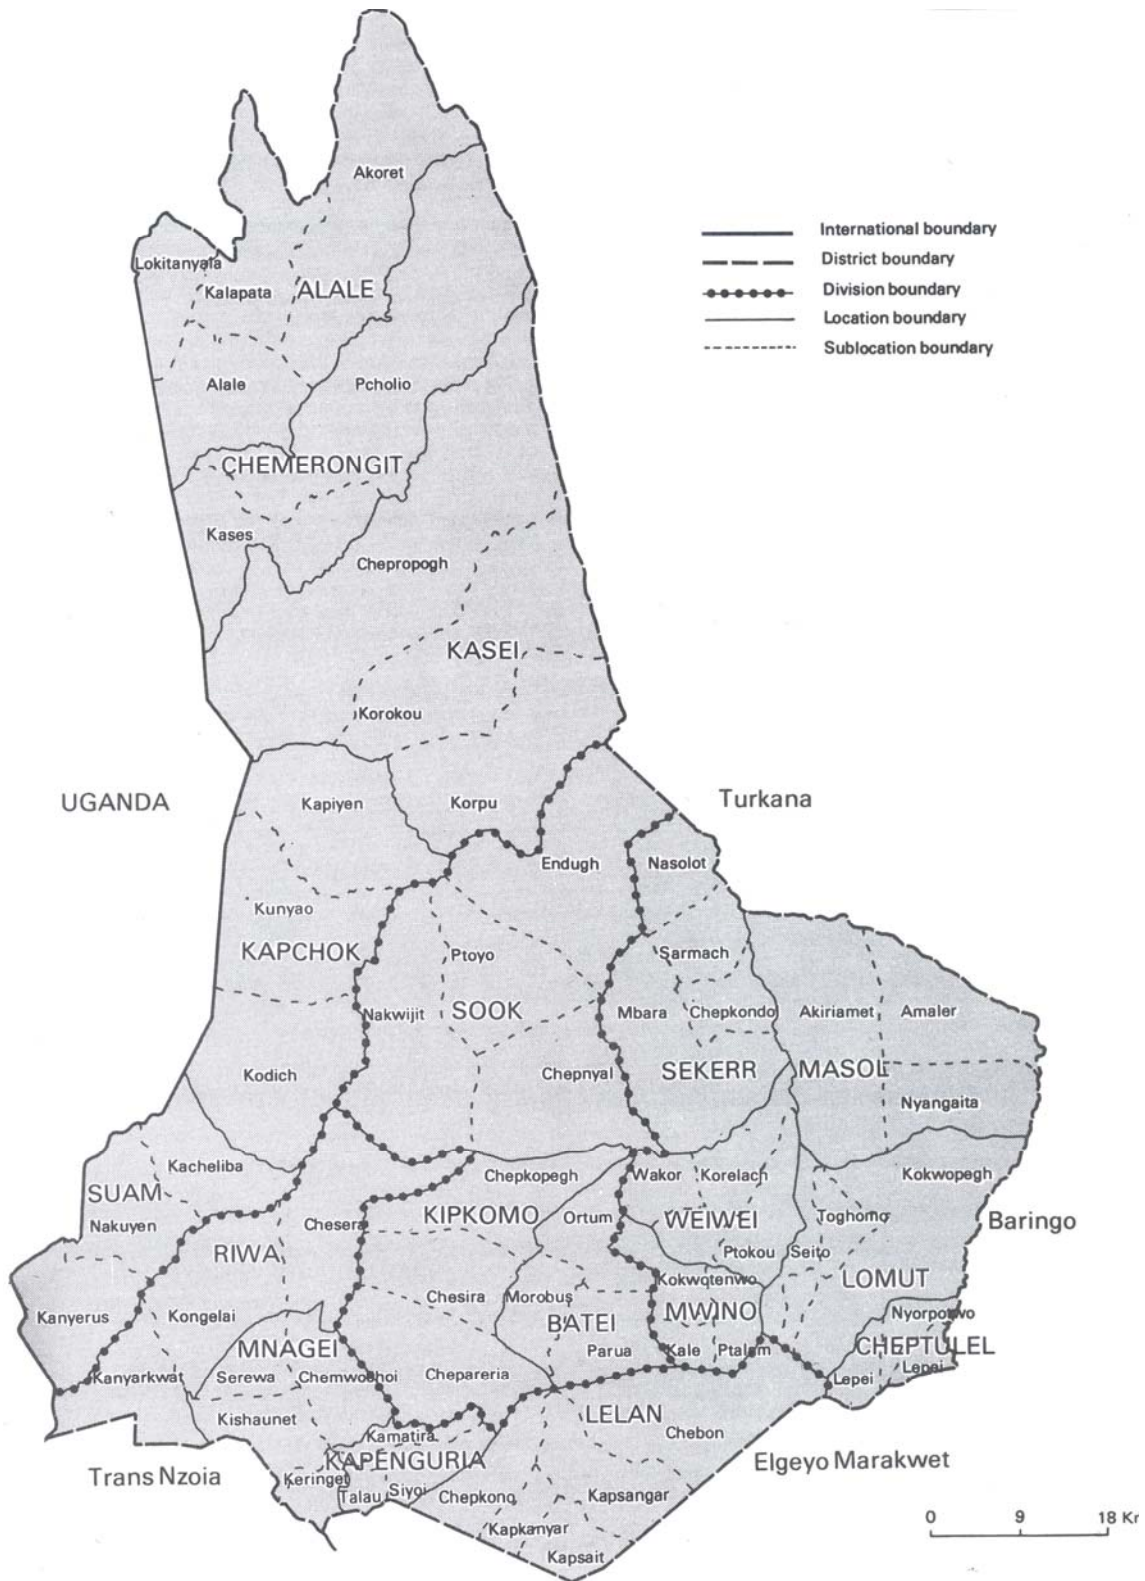 Akoret
International boundary
District boundary
Lokitanyala
Kalapata
ALALE
Division boundary
Location boundary
Sublocation boundary
Alale
Pcholio
CHEMERONGIT
Kases
Chepropogh
KASEI
Korokou
UGANDA
Kapiyen
Korpu
Turkana
Endugh
Nasolot
Kunyao
KAPCHOK
Ptoyo
Sarmach
Nakwijit
SOOK
Mbara
Chepkondo
Akiriamet
Amaler
Kodich
Chepnyal
SEKERR
MASOL
Nyangaita
Kacheliba
Chepkopegh
Wakor
Korelach
Kokwopegh
SUAM
Nakuyen
Chesera
KIPKOMO
Ortum
WEIWEI
Toghomo
Baringo
RIWA
Ptokou
Seito
LOMUT
Kokwotenwo
Kanyerus
Kongelai
Chesira
Morobus
BATEI
MWINO
Nyorpotwo
MNAGEI
Parua
Kale
Ptalam
CHEPTULEL
Kanyarkwat
Serewa
Chemwochoi
Chepareria
Lepei
Lepei
Kishaunet
Kamatira
LELAN
Chebon
Trans Nzoia
KAPENGURIA
Elgeyo Marakwet
Keringet
Talau
Siyoi
Chepkono
Kapsangar
Kapkanyar
Kapsait
0 9 18 Km